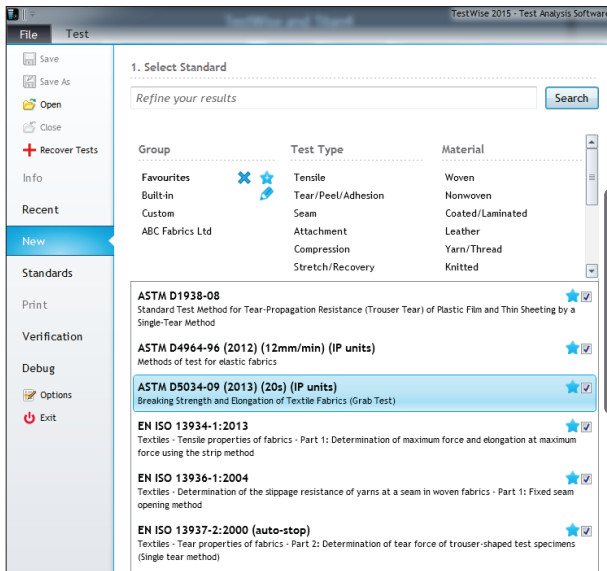 TestWise 2015 - Test Analysis Software
File Test
Save
Save As
Open
Close
Recover Tests
Info
Recent
New
Standards
Print
Verification
Debug
Options
Exit
1. Select Standard
Refine your results
Search
Group Test Type Material
Favourites Tensile Woven
Built-in Tear/Peel/Adhesion Nonwoven
Custom Seam Coated/Laminated
ABC Fabrics Ltd Attachment Leather
Compression Yarn/Thread
Stretch/Recovery Knitted
ASTM D1938-08
Standard Test Method for Tear-Propagation Resistance (Trouser Tear) of Plastic Film and Thin Sheeting by a
Single-Tear Method
ASTM D4964-96 (2012) (12mm/min) (IP units)
Methods of test for elastic fabrics
ASTM D5034-09 (2013) (20s) (IP units)
Breaking Strength and Elongation of Textile Fabrics (Grab Test)
EN ISO 13934-1:2013
Textiles - Tensile properties of fabrics - Part 1: Determination of maximum force and elongation at maximum
force using the strip method
EN ISO 13936-1:2004
Textiles - Determination of the slippage resistance of yarns at a seam in woven fabrics - Part 1: Fixed seam
opening method
EN ISO 13937-2:2000 (auto-stop)
Textiles - Tear properties of fabrics - Part 2: Determination of tear force of trouser-shaped test specimens
(Single tear method)